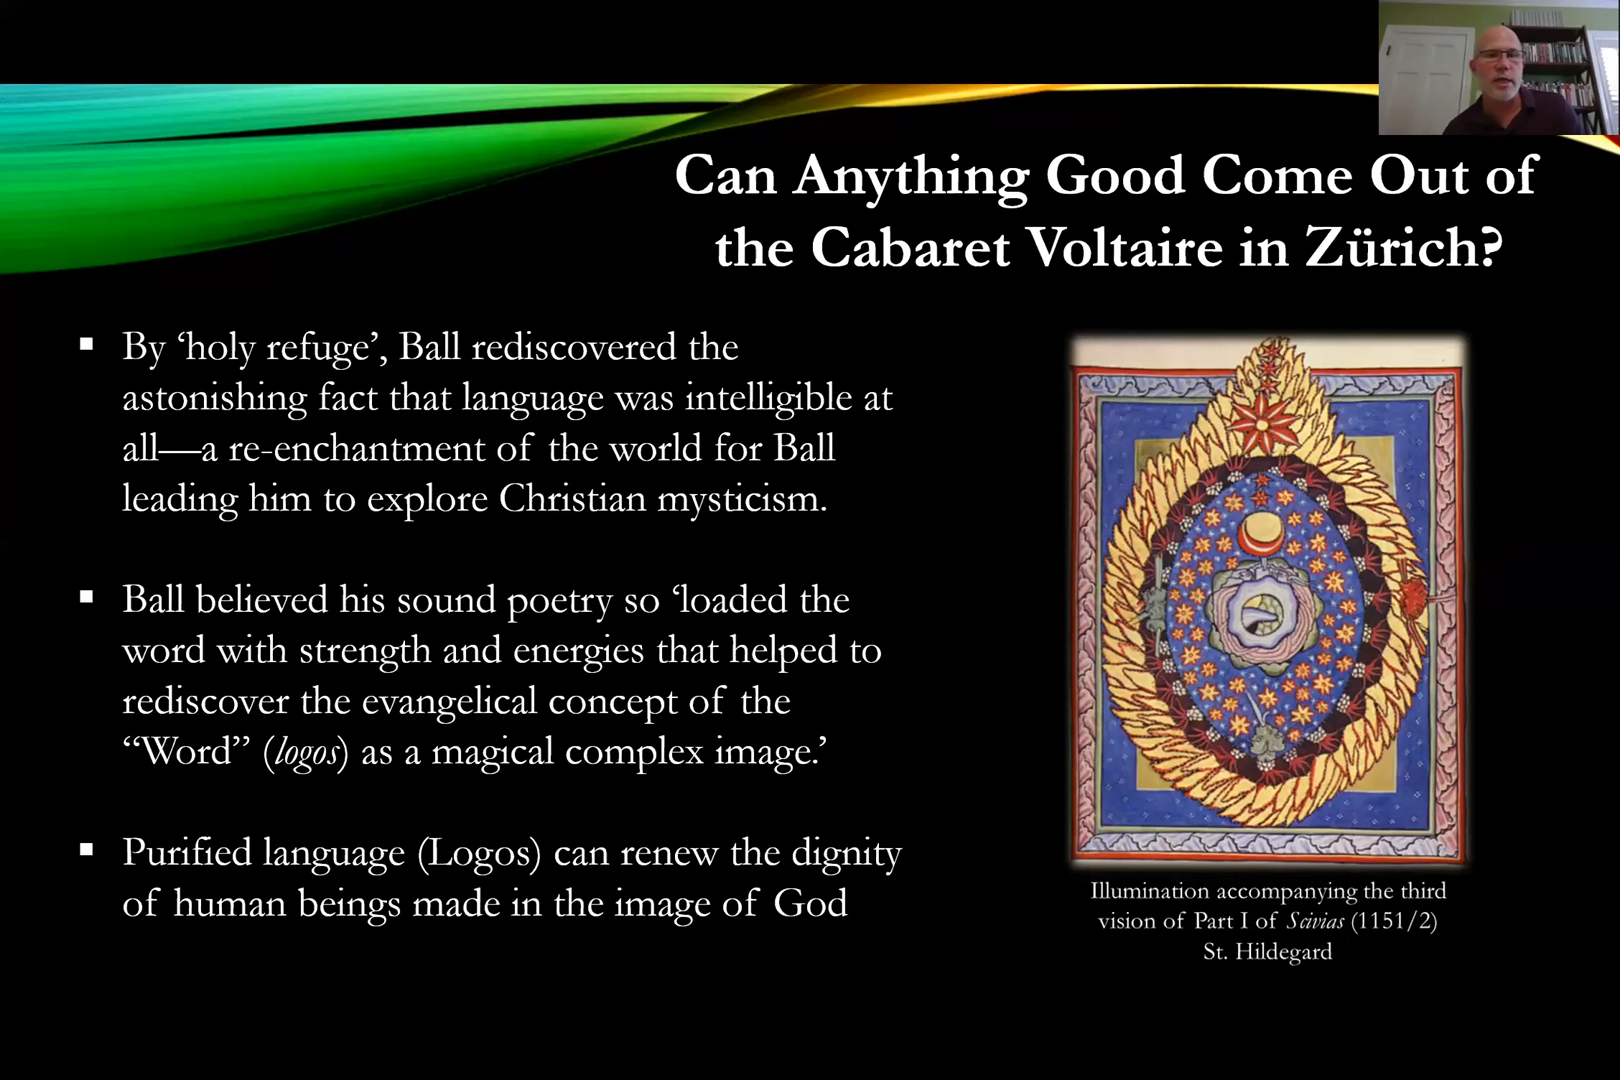 Can Anything Good Come Out of
the Cabaret Voltaire in Zürich?
▪ By ‘holy refuge’, Ball rediscovered the
astonishing fact that language was intelligible at
all—a re-enchantment of the world for Ball
leading him to explore Christian mysticism.
▪ Ball believed his sound poetry so ‘loaded the
word with strength and energies that helped to
rediscover the evangelical concept of the
“Word” (logos) as a magical complex image.’
▪ Purified language (Logos) can renew the dignity
of human beings made in the image of God
Illumination accompanying the third
vision of Part I of Scivias (1151/2)
St. Hildegard